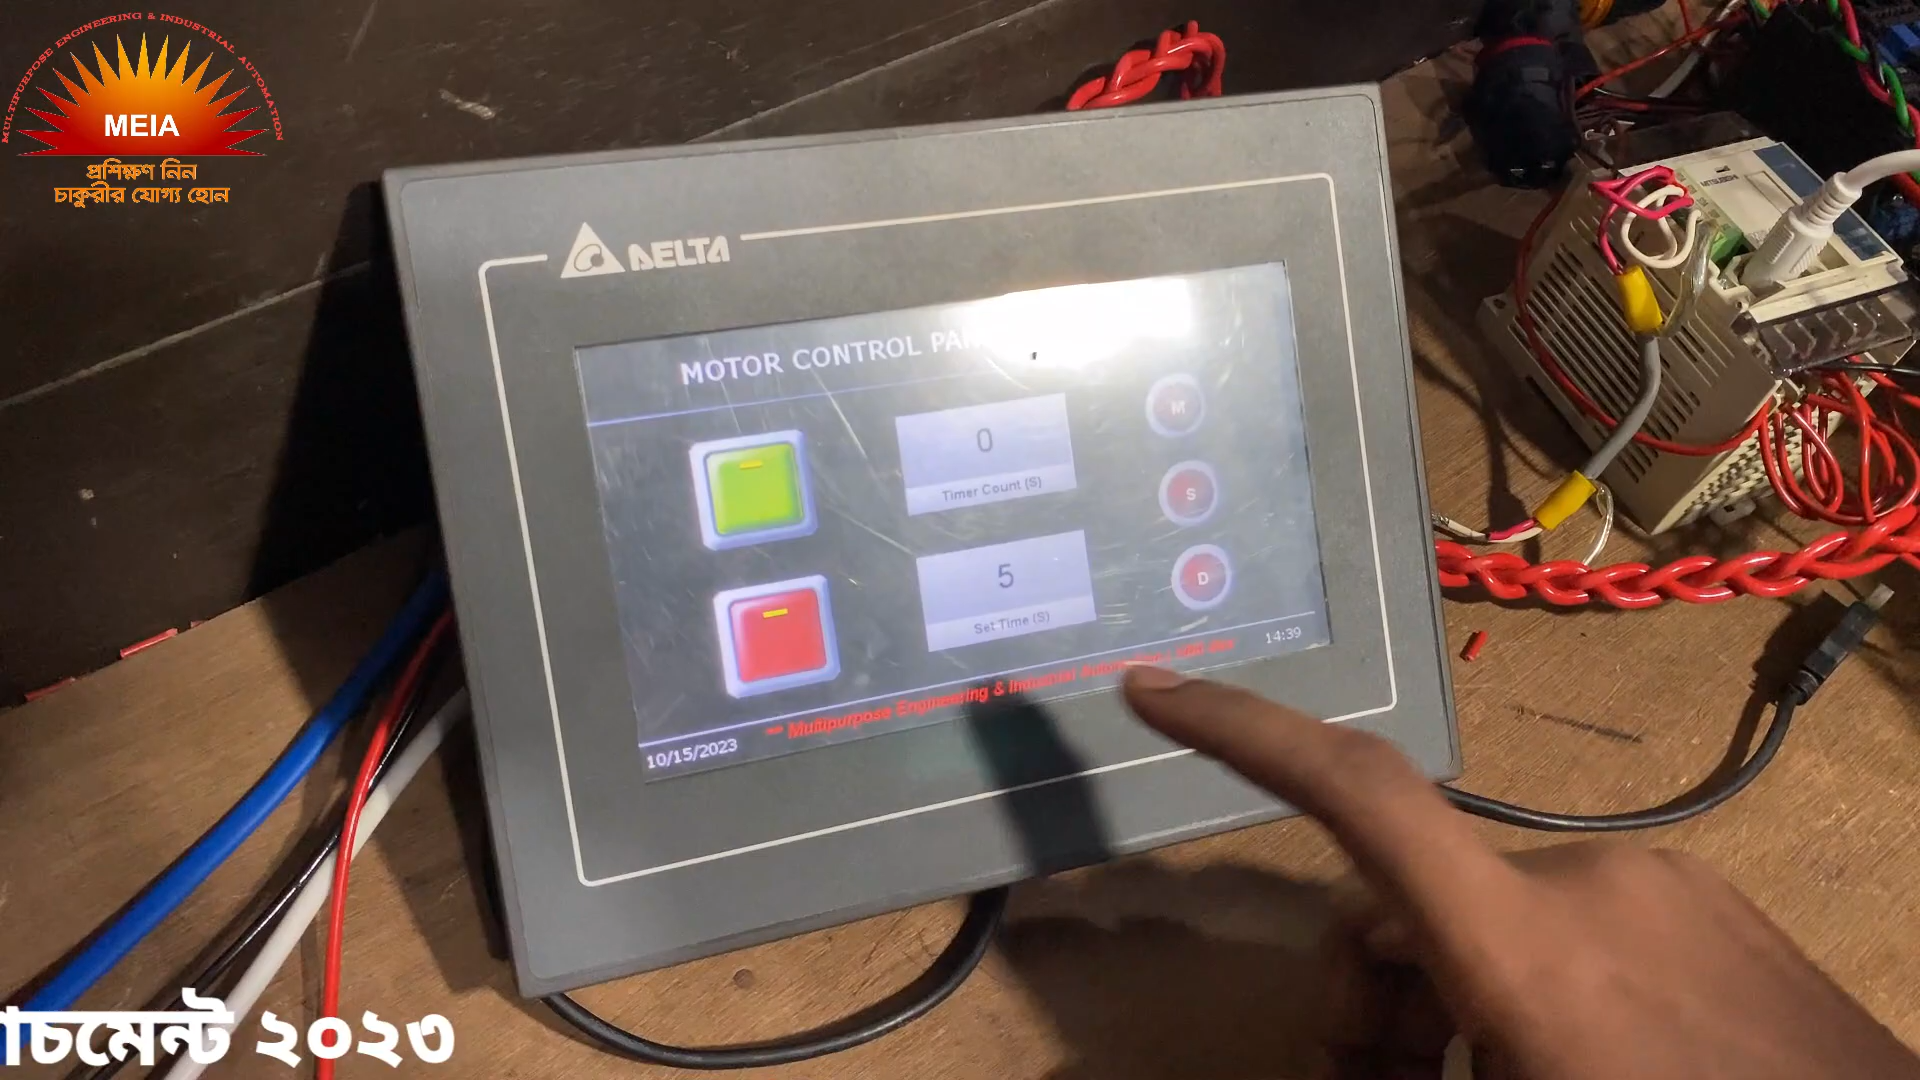 MULTIPURPOSE ENGINEERING & INDUSTRIAL AUTOMATION
MEIA
প্রশিক্ষণ নিন
চাকুরীর যোগ্য হোন
DELTA
MOTOR CONTROL
0
Timer Count (S)
5
Set Time (S)
M
S
D
14:39
Multipurpose Engineering & Industrial
10/15/2023
MITSUBISHI
াচমেন্ট ২০২৩